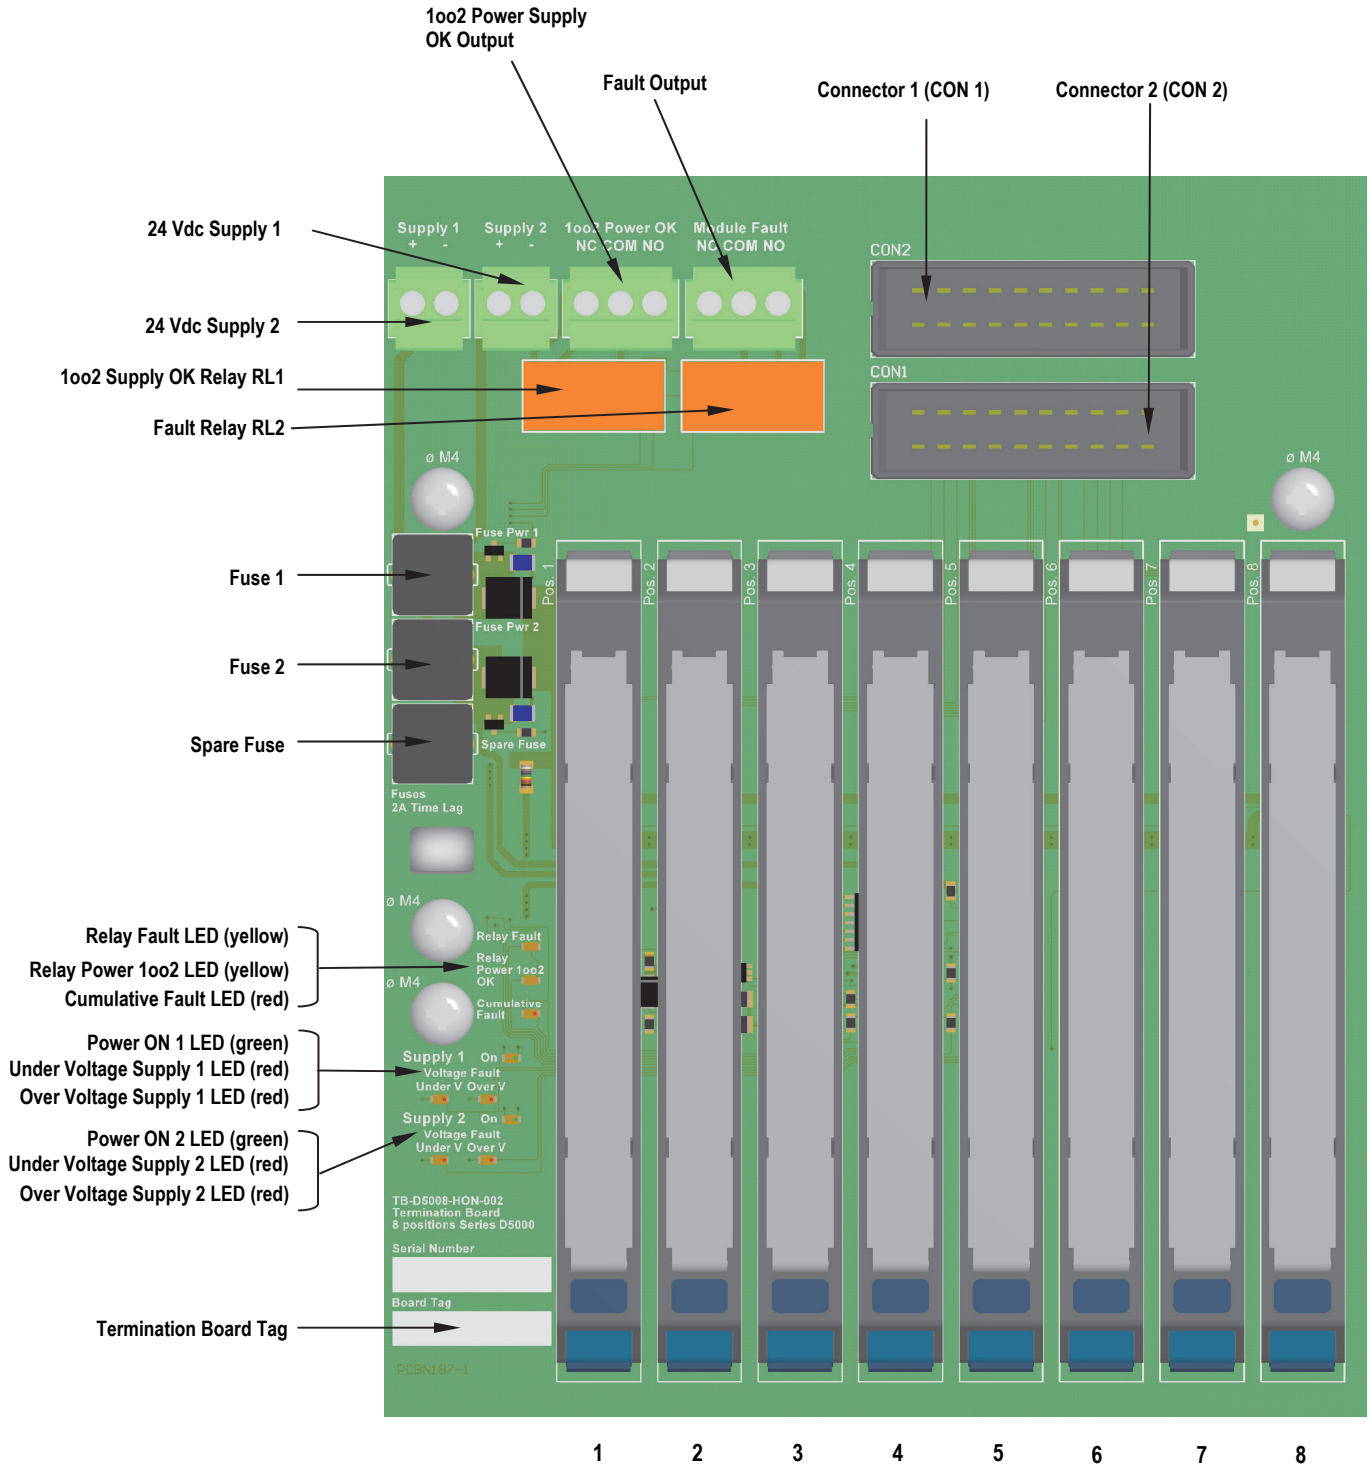 1oo2 Power Supply
OK Output
Fault Output
Connector 1 (CON 1)
Connector 2 (CON 2)
24 Vdc Supply 1
24 Vdc Supply 2
1oo2 Supply OK Relay RL1
Fault Relay RL2
Supply 1
+ -
Supply 2
+ -
1oo2 Power OK
NC COM NO
Module Fault
NC COM NO
CON2
CON1
ø M4
ø M4
Fuse 1
Fuse 2
Spare Fuse
Fuse Pwr 1
Fuse Pwr 2
Spare Fuse
Fuses
2A Time Lag
Pos. 1
Pos. 2
Pos. 3
Pos. 4
Pos. 5
Pos. 6
Pos. 7
Pos. 8
ø M4
ø M4
Relay Fault LED (yellow)
Relay Power 1oo2 LED (yellow)
Cumulative Fault LED (red)
Relay Fault
Relay
Power 1oo2
OK
Cumulative
Fault
Power ON 1 LED (green)
Under Voltage Supply 1 LED (red)
Over Voltage Supply 1 LED (red)
Supply 1 On
Voltage Fault
Under V Over V
Power ON 2 LED (green)
Under Voltage Supply 2 LED (red)
Over Voltage Supply 2 LED (red)
Supply 2 On
Voltage Fault
Under V Over V
TB-D5008-HON-002
Termination Board
8 positions Series D5000
Serial Number
Board Tag
Termination Board Tag
PCBN187-1
1 2 3 4 5 6 7 8